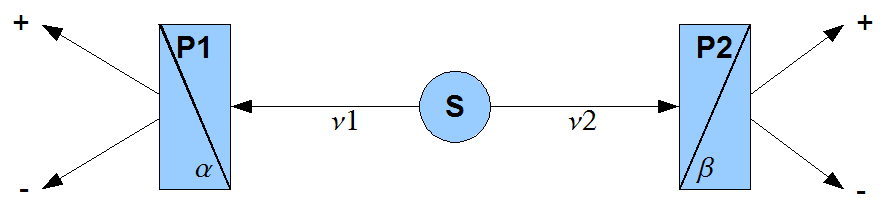 + P1 P2 +
S
ν1 ν2
- α β -